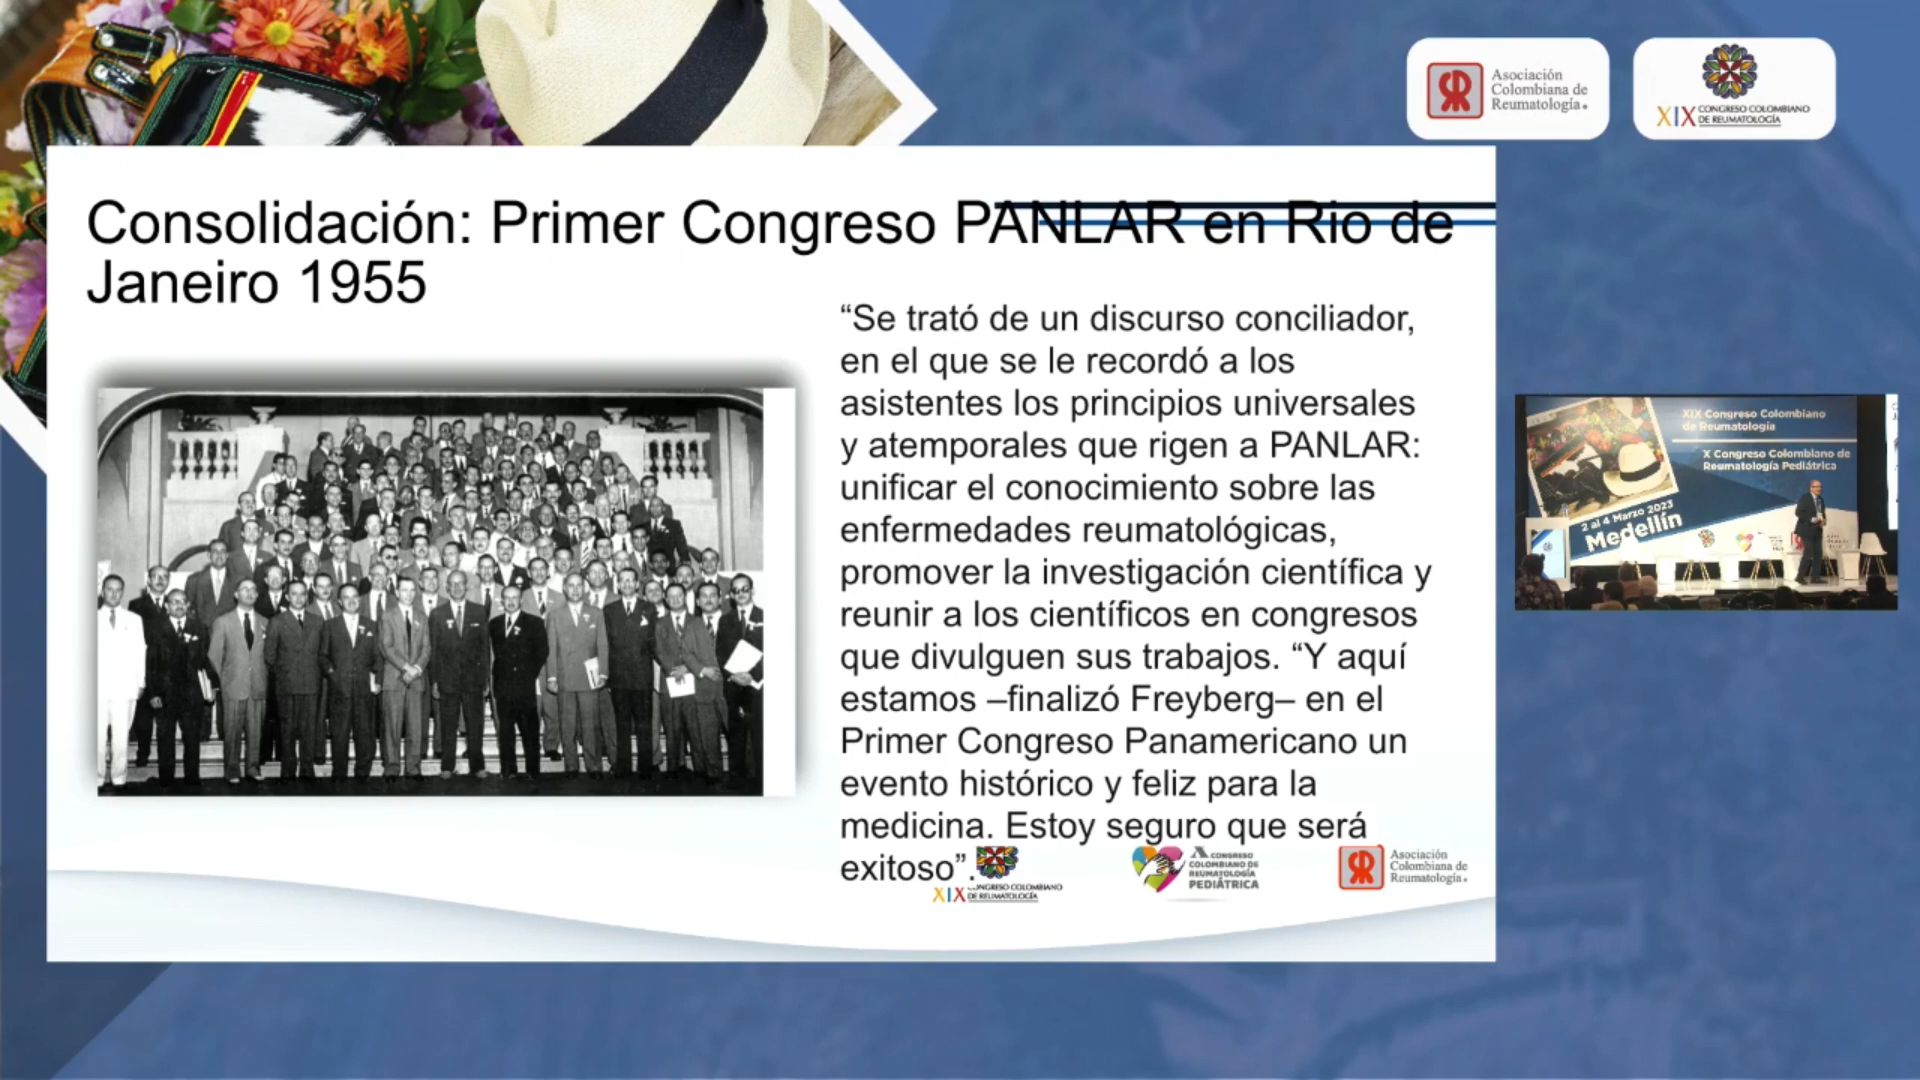 Asociación
Colombiana de
Reumatología.
XIX CONGRESO COLOMBIANO
DE REUMATOLOGÍA
Consolidación: Primer Congreso PANLAR en Rio de
Janeiro 1955
“Se trató de un discurso conciliador,
en el que se le recordó a los
asistentes los principios universales
y atemporales que rigen a PANLAR:
unificar el conocimiento sobre las
enfermedades reumatológicas,
promover la investigación científica y
reunir a los científicos en congresos
que divulguen sus trabajos. “Y aquí
estamos –finalizó Freyberg– en el
Primer Congreso Panamericano un
evento histórico y feliz para la
medicina. Estoy seguro que será
exitoso”.
XIX CONGRESO COLOMBIANO
DE REUMATOLOGÍA
X CONGRESO
COLOMBIANO DE
REUMATOLOGÍA
PEDIÁTRICA
Asociación
Colombiana de
Reumatología.
XIX Congreso Colombiano
de Reumatología
X Congreso Colombiano de
Reumatología Pediátrica
2 al 4 Marzo 2023
Medellín